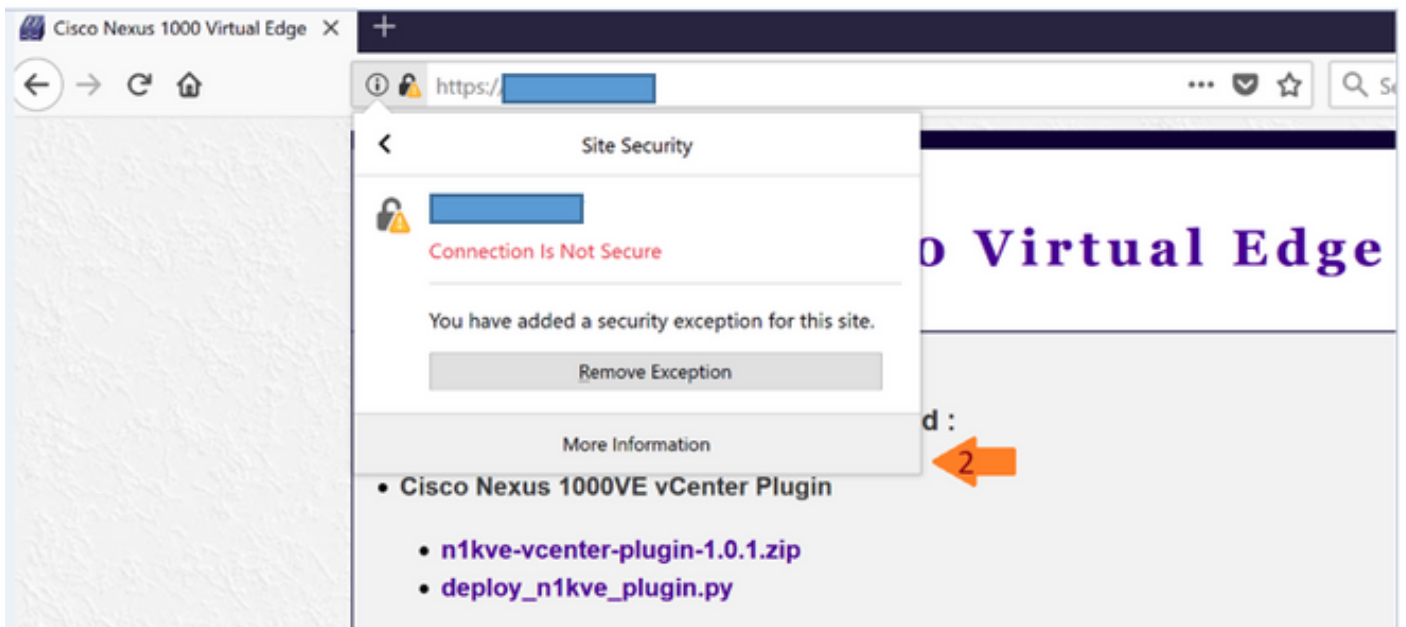 Cisco Nexus 1000 Virtual Edge
https:/
Site Security
Connection Is Not Secure
You have added a security exception for this site.
Remove Exception
More Information
o Virtual Edge
d :
2
• Cisco Nexus 1000VE vCenter Plugin
• n1kve-vcenter-plugin-1.0.1.zip
• deploy_n1kve_plugin.py